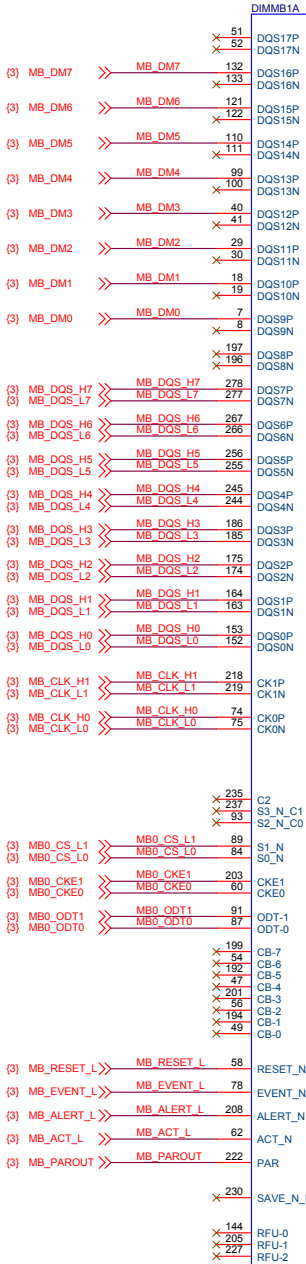 DIMMB1A
51 DQS17P
52 DQS17N
{3} MB_DM7 MB_DM7 132 DQS16P
133 DQS16N
{3} MB_DM6 MB_DM6 121 DQS15P
122 DQS15N
{3} MB_DM5 MB_DM5 110 DQS14P
111 DQS14N
{3} MB_DM4 MB_DM4 99 DQS13P
100 DQS13N
{3} MB_DM3 MB_DM3 40 DQS12P
41 DQS12N
{3} MB_DM2 MB_DM2 29 DQS11P
30 DQS11N
{3} MB_DM1 MB_DM1 18 DQS10P
19 DQS10N
{3} MB_DM0 MB_DM0 7 DQS9P
8 DQS9N
197 DQS8P
196 DQS8N
{3} MB_DQS_H7 MB_DQS_H7 278 DQS7P
{3} MB_DQS_L7 MB_DQS_L7 277 DQS7N
{3} MB_DQS_H6 MB_DQS_H6 267 DQS6P
{3} MB_DQS_L6 MB_DQS_L6 266 DQS6N
{3} MB_DQS_H5 MB_DQS_H5 256 DQS5P
{3} MB_DQS_L5 MB_DQS_L5 255 DQS5N
{3} MB_DQS_H4 MB_DQS_H4 245 DQS4P
{3} MB_DQS_L4 MB_DQS_L4 244 DQS4N
{3} MB_DQS_H3 MB_DQS_H3 186 DQS3P
{3} MB_DQS_L3 MB_DQS_L3 185 DQS3N
{3} MB_DQS_H2 MB_DQS_H2 175 DQS2P
{3} MB_DQS_L2 MB_DQS_L2 174 DQS2N
{3} MB_DQS_H1 MB_DQS_H1 164 DQS1P
{3} MB_DQS_L1 MB_DQS_L1 163 DQS1N
{3} MB_DQS_H0 MB_DQS_H0 153 DQS0P
{3} MB_DQS_L0 MB_DQS_L0 152 DQS0N
{3} MB_CLK_H1 MB_CLK_H1 218 CK1P
{3} MB_CLK_L1 MB_CLK_L1 219 CK1N
{3} MB_CLK_H0 MB_CLK_H0 74 CK0P
{3} MB_CLK_L0 MB_CLK_L0 75 CK0N
235 C2
237 S3_N_C1
93 S2_N_C0
{3} MB0_CS_L1 MB0_CS_L1 89 S1_N
{3} MB0_CS_L0 MB0_CS_L0 84 S0_N
{3} MB0_CKE1 MB0_CKE1 203 CKE1
{3} MB0_CKE0 MB0_CKE0 60 CKE0
{3} MB0_ODT1 MB0_ODT1 91 ODT-1
{3} MB0_ODT0 MB0_ODT0 87 ODT-0
199 CB-7
54 CB-6
192 CB-5
47 CB-4
201 CB-3
56 CB-2
194 CB-1
49 CB-0
{3} MB_RESET_L MB_RESET_L 58 RESET_N
{3} MB_EVENT_L MB_EVENT_L 78 EVENT_N
{3} MB_ALERT_L MB_ALERT_L 208 ALERT_N
{3} MB_ACT_L MB_ACT_L 62 ACT_N
{3} MB_PAROUT MB_PAROUT 222 PAR
230 SAVE_N_
144 RFU-0
205 RFU-1
227 RFU-2